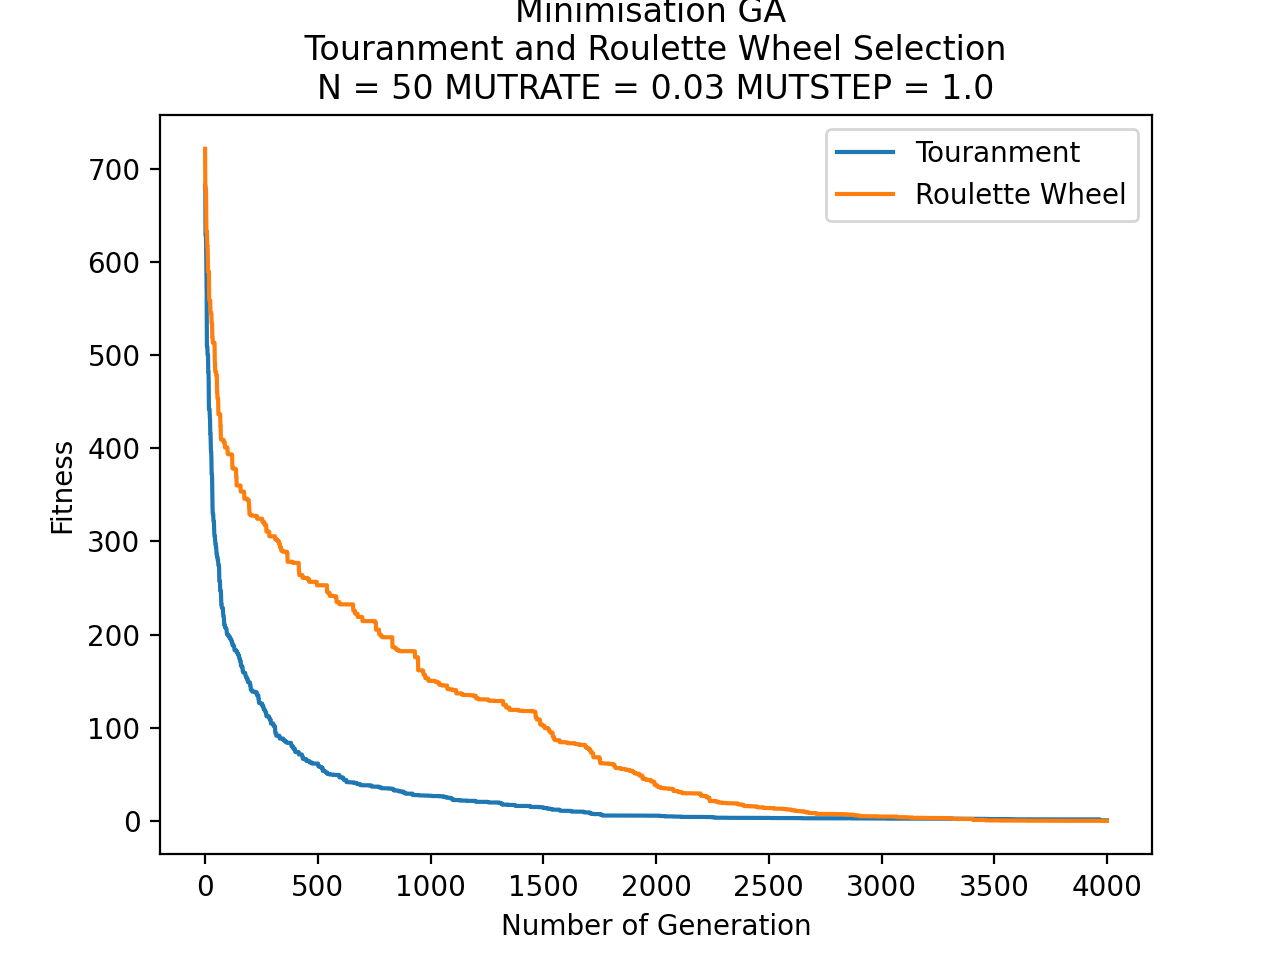 Minimisation GA
Touranment and Roulette Wheel Selection
N = 50 MUTRATE = 0.03 MUTSTEP = 1.0
Touranment
Roulette Wheel
700
600
500
400
300
200
100
0
Fitness
0 500 1000 1500 2000 2500 3000 3500 4000
Number of Generation